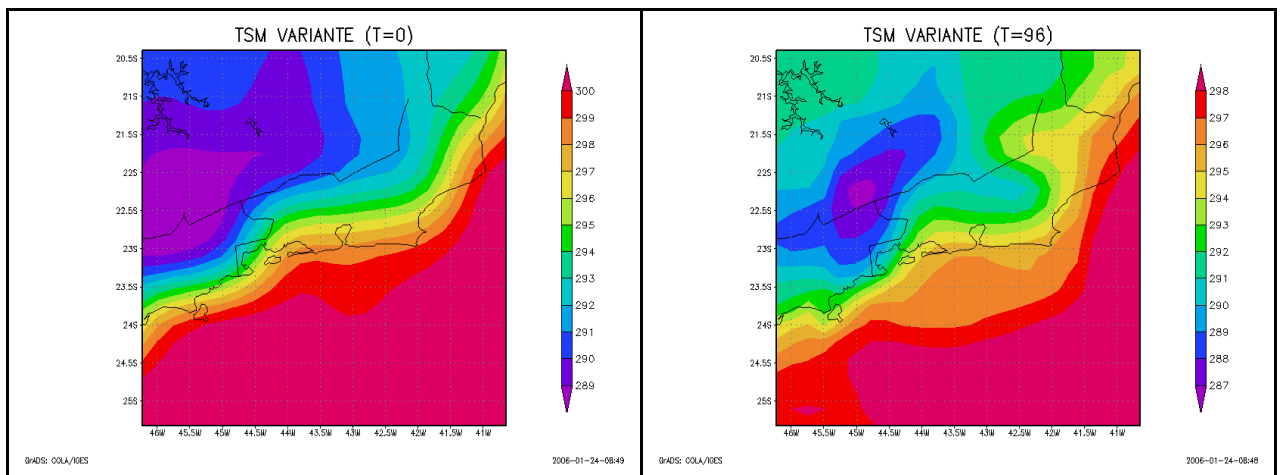 TSM VARIANTE (T=0)
20.5S
21S
21.5S
22S
22.5S
23S
23.5S
24S
24.5S
25S
46W 45.5W 45W 44.5W 44W 43.5W 43W 42.5W 42W 41.5W 41W
300
299
298
297
296
295
294
293
292
291
290
289
GrADS: COLA/IGES 2006-01-24-08:49
TSM VARIANTE (T=96)
20.5S
21S
21.5S
22S
22.5S
23S
23.5S
24S
24.5S
25S
46W 45.5W 45W 44.5W 44W 43.5W 43W 42.5W 42W 41.5W 41W
298
297
296
295
294
293
292
291
290
289
288
287
GrADS: COLA/IGES 2006-01-24-08:48